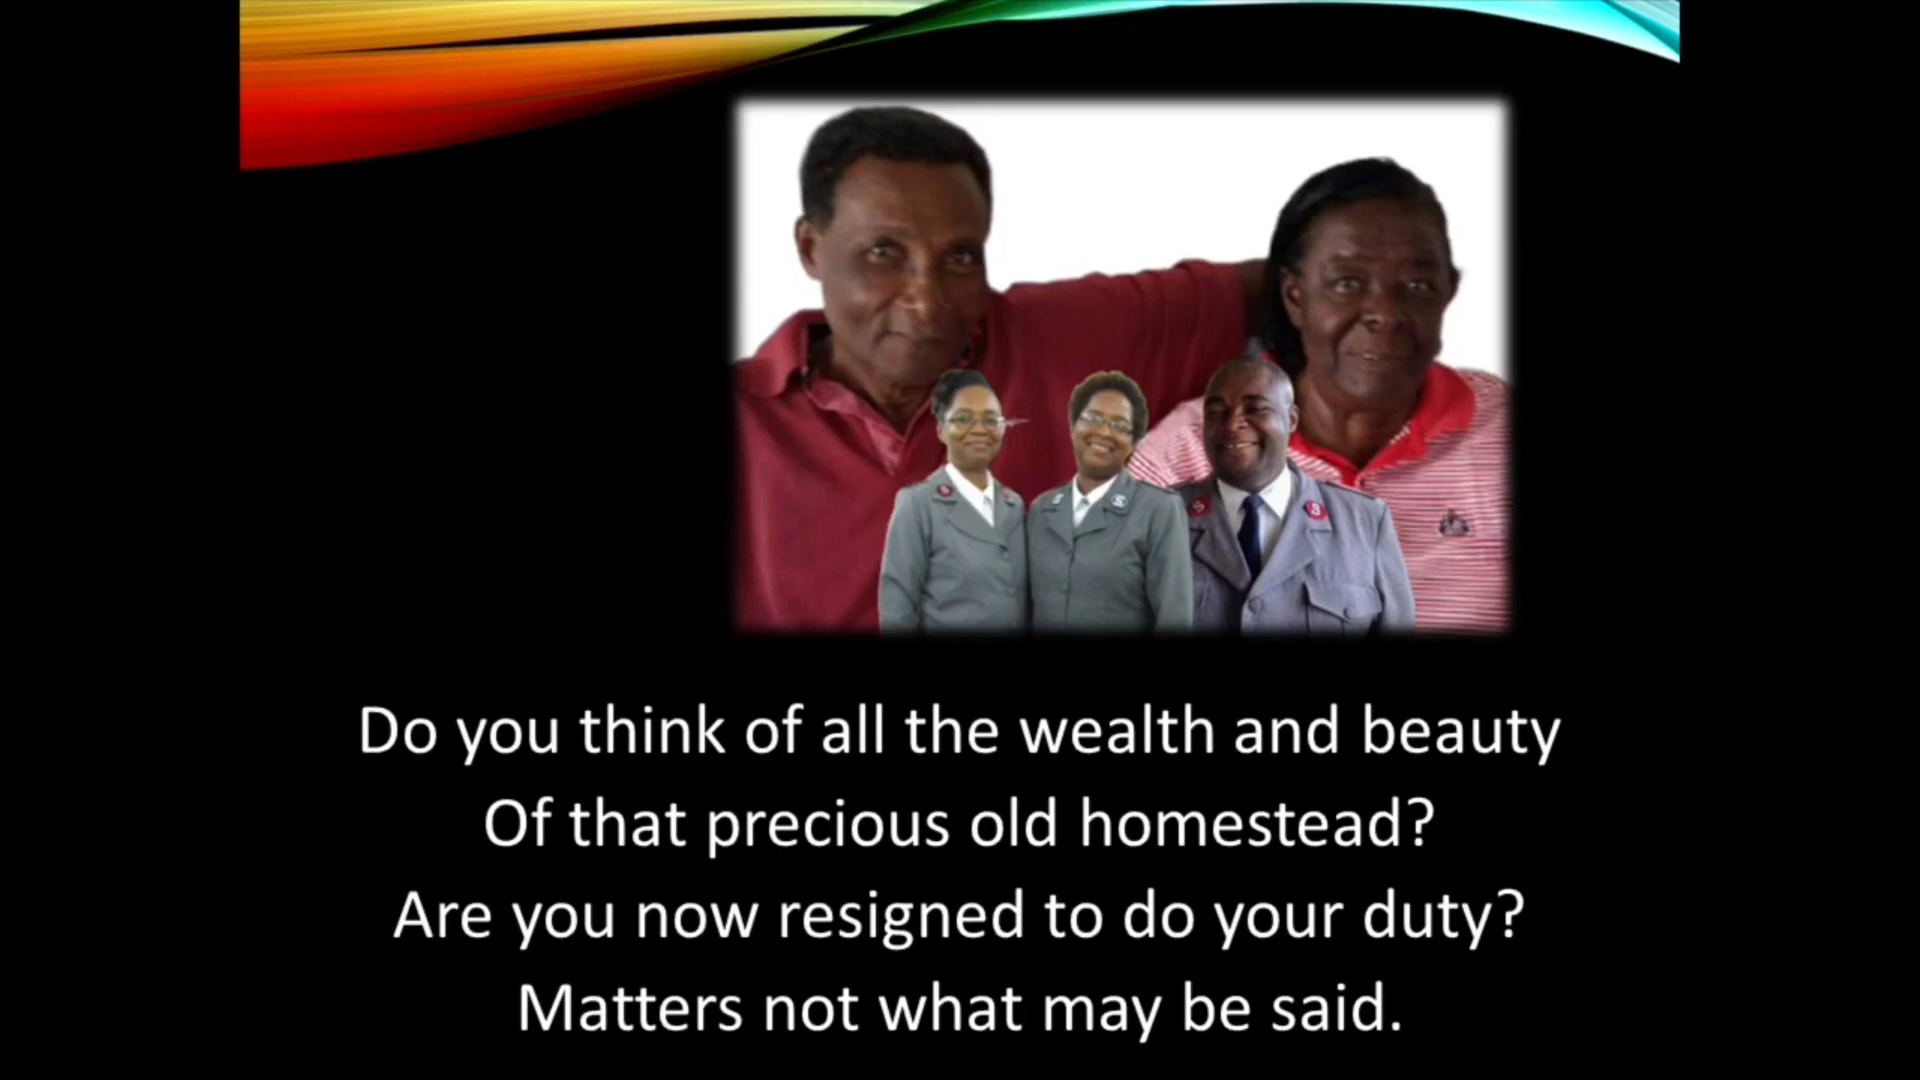 Do you think of all the wealth and beauty
Of that precious old homestead?
Are you now resigned to do your duty?
Matters not what may be said.